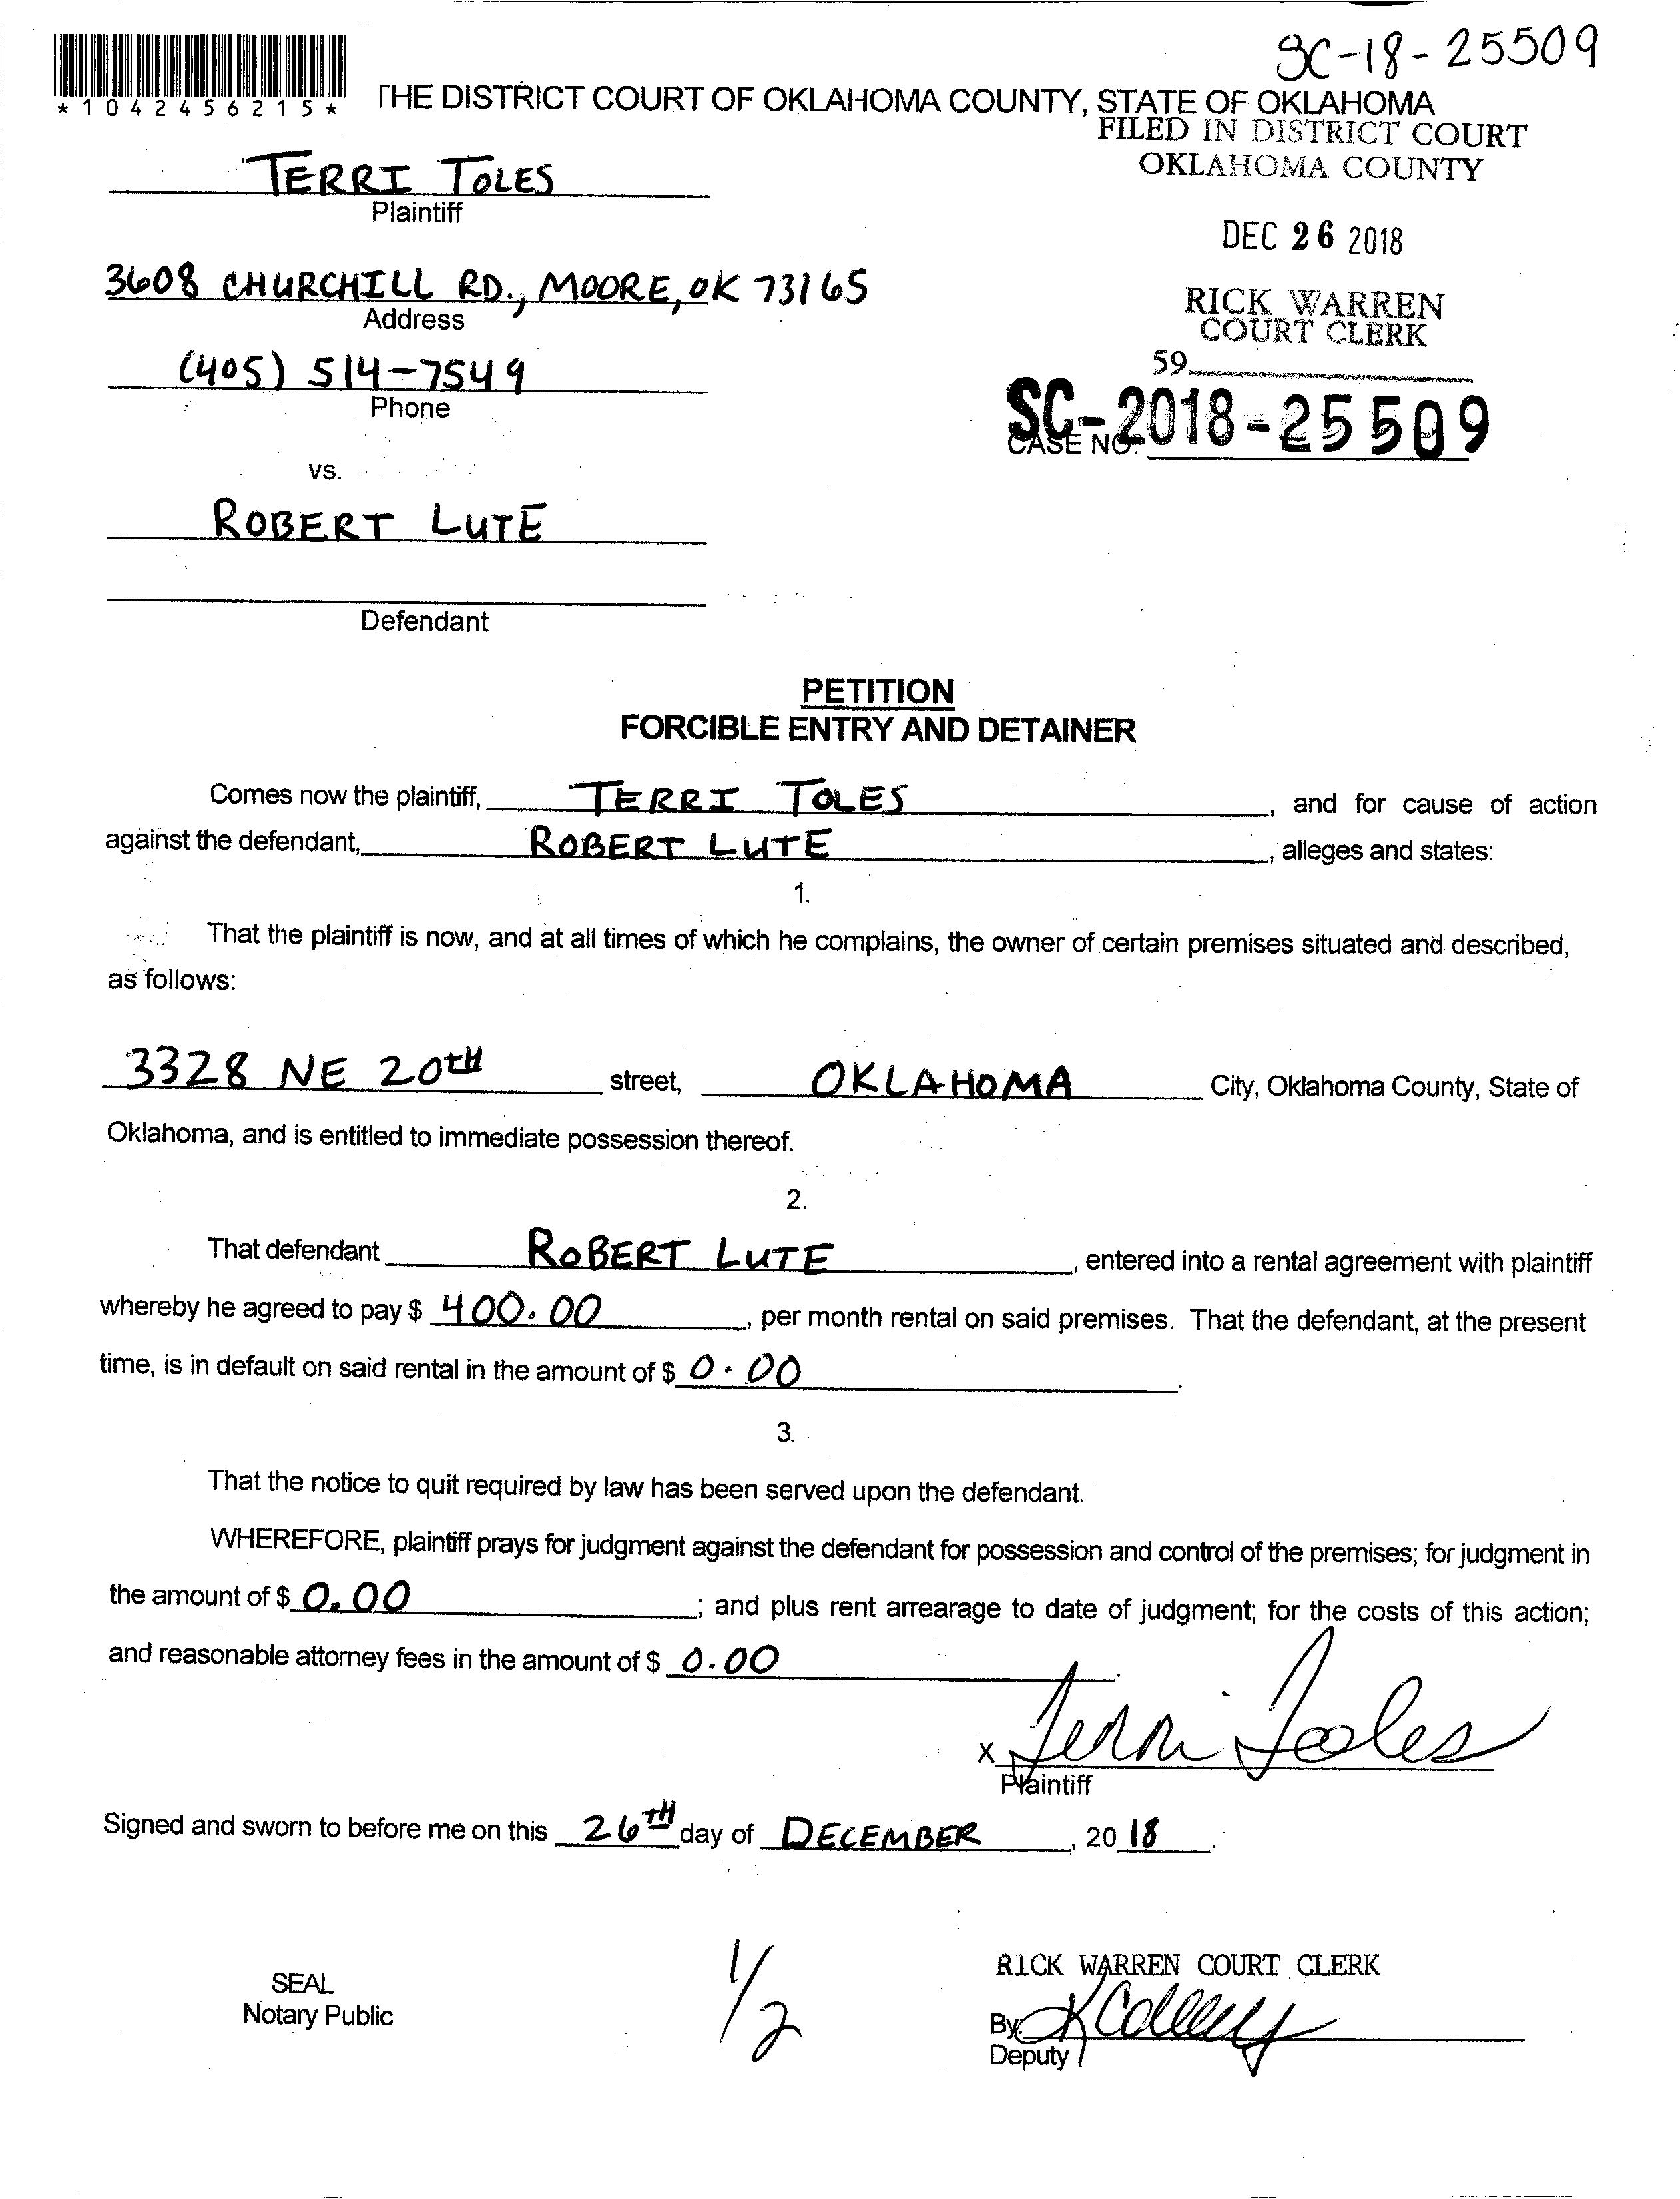 SC-18-25509
*1042456215*
THE DISTRICT COURT OF OKLAHOMA COUNTY, STATE OF OKLAHOMA
FILED IN DISTRICT COURT
OKLAHOMA COUNTY
TERRI TOLES
Plaintiff
DEC 26 2018
3608 CHURCHILL RD., MOORE, OK 73165
Address
RICK WARREN
COURT CLERK
(405) 514-7549
Phone
59
SC-2018-25509
CASE NO.
vs.
ROBERT LUTE
Defendant
PETITION
FORCIBLE ENTRY AND DETAINER
Comes now the plaintiff, TERRI TOLES, and for cause of action
against the defendant, ROBERT LUTE, alleges and states:
1.
That the plaintiff is now, and at all times of which he complains, the owner of certain premises situated and described,
as follows:
3328 NE 20TH street, OKLAHOMA City, Oklahoma County, State of
Oklahoma, and is entitled to immediate possession thereof.
2.
That defendant ROBERT LUTE, entered into a rental agreement with plaintiff
whereby he agreed to pay $ 400.00, per month rental on said premises. That the defendant, at the present
time, is in default on said rental in the amount of $ 0.00.
3.
That the notice to quit required by law has been served upon the defendant.
WHEREFORE, plaintiff prays for judgment against the defendant for possession and control of the premises; for judgment in
the amount of $ 0.00; and plus rent arrearage to date of judgment; for the costs of this action;
and reasonable attorney fees in the amount of $ 0.00.
X Terri Toles
Plaintiff
Signed and sworn to before me on this 26TH day of DECEMBER, 2018.
1/2
RICK WARREN COURT CLERK
SEAL
Notary Public
By:
Deputy